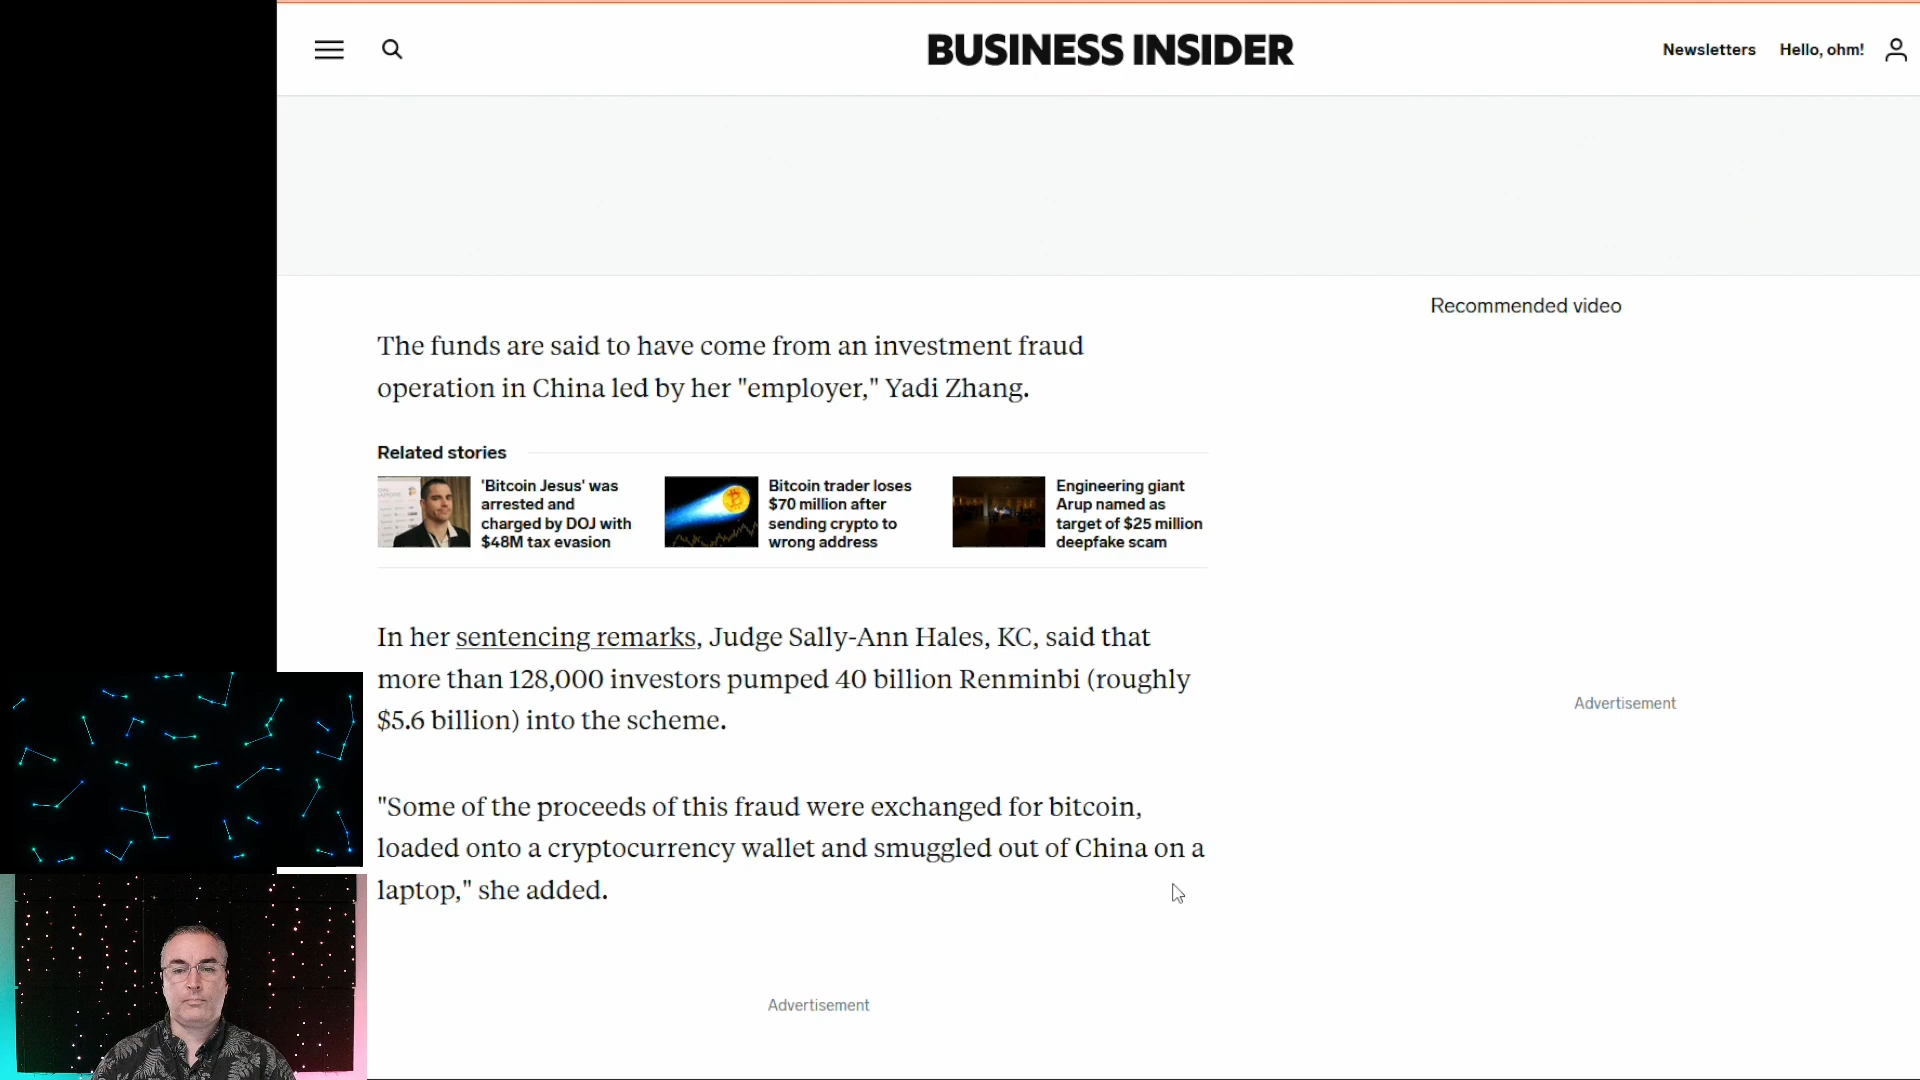 BUSINESS INSIDER
Newsletters
Hello, ohm!
Recommended video
The funds are said to have come from an investment fraud
operation in China led by her "employer," Yadi Zhang.
Related stories
'Bitcoin Jesus' was
arrested and
charged by DOJ with
$48M tax evasion
Bitcoin trader loses
$70 million after
sending crypto to
wrong address
Engineering giant
Arup named as
target of $25 million
deepfake scam
In her sentencing remarks, Judge Sally-Ann Hales, KC, said that
more than 128,000 investors pumped 40 billion Renminbi (roughly
$5.6 billion) into the scheme.
Advertisement
"Some of the proceeds of this fraud were exchanged for bitcoin,
loaded onto a cryptocurrency wallet and smuggled out of China on a
laptop," she added.
Advertisement